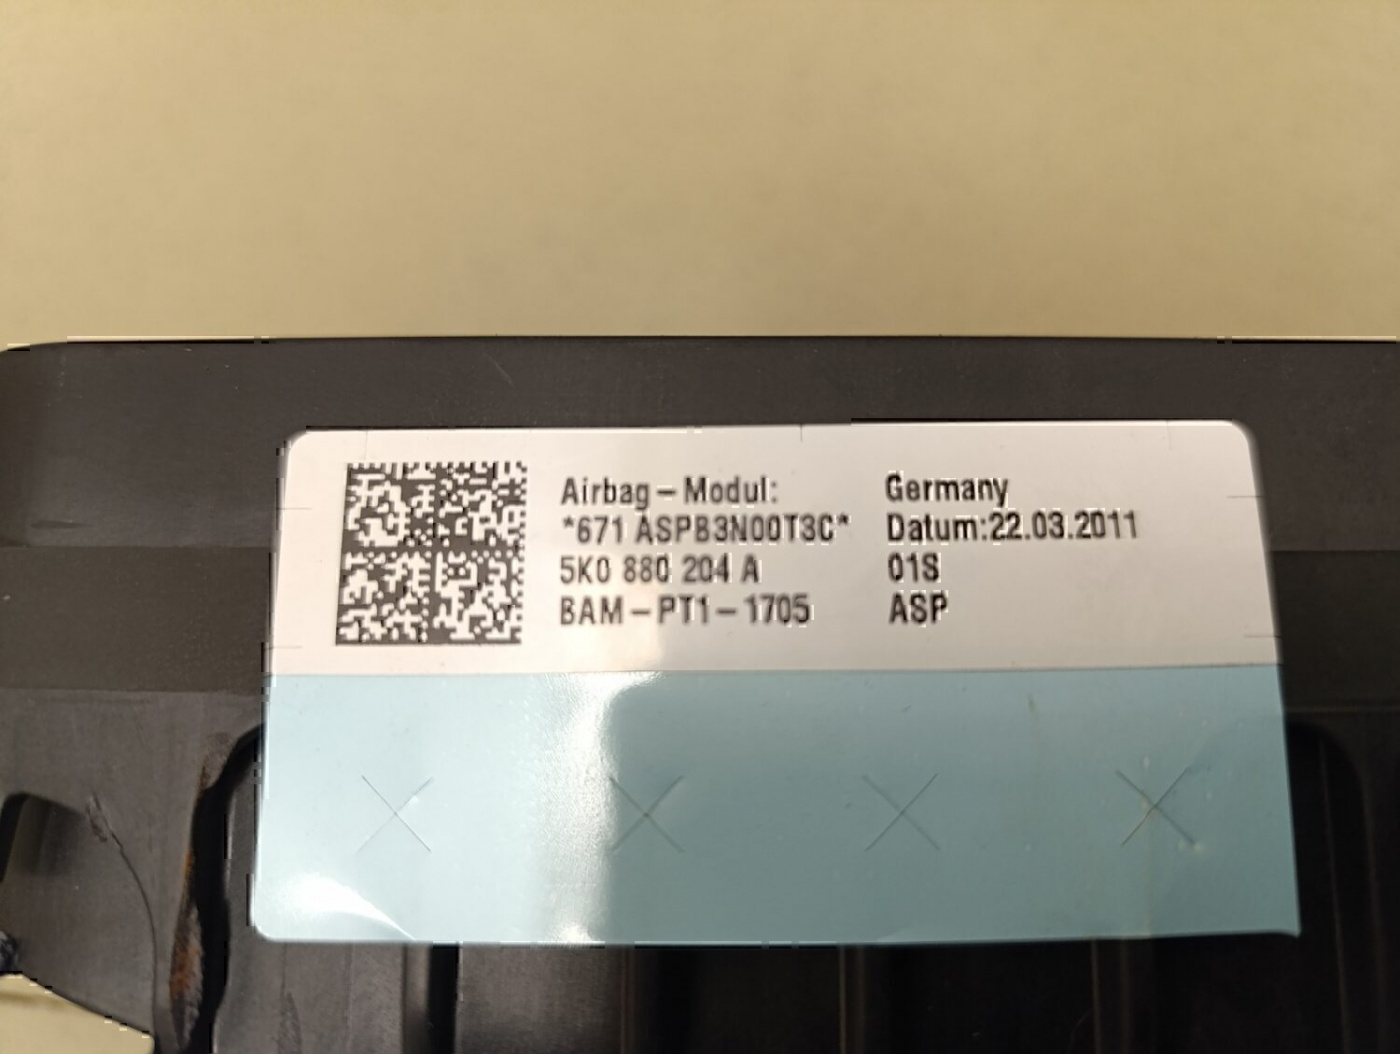 Airbag – Modul:
*671 ASPB3N00T3C*
5K0 880 204 A
BAM – PT1 – 1705
Germany
Datum:22.03.2011
01S
ASP